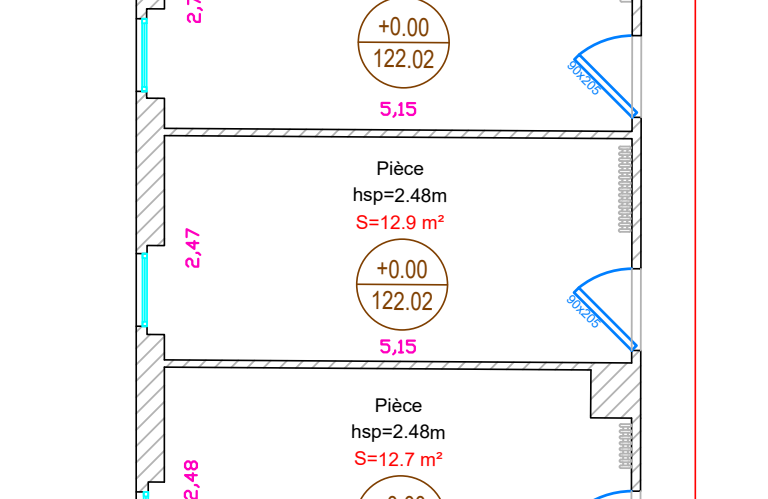 +0.00
122.02
90x205
5,15
Pièce
hsp=2.48m
S=12.9 m²
2,47
+0.00
122.02
90x205
5,15
Pièce
hsp=2.48m
S=12.7 m²
2,48